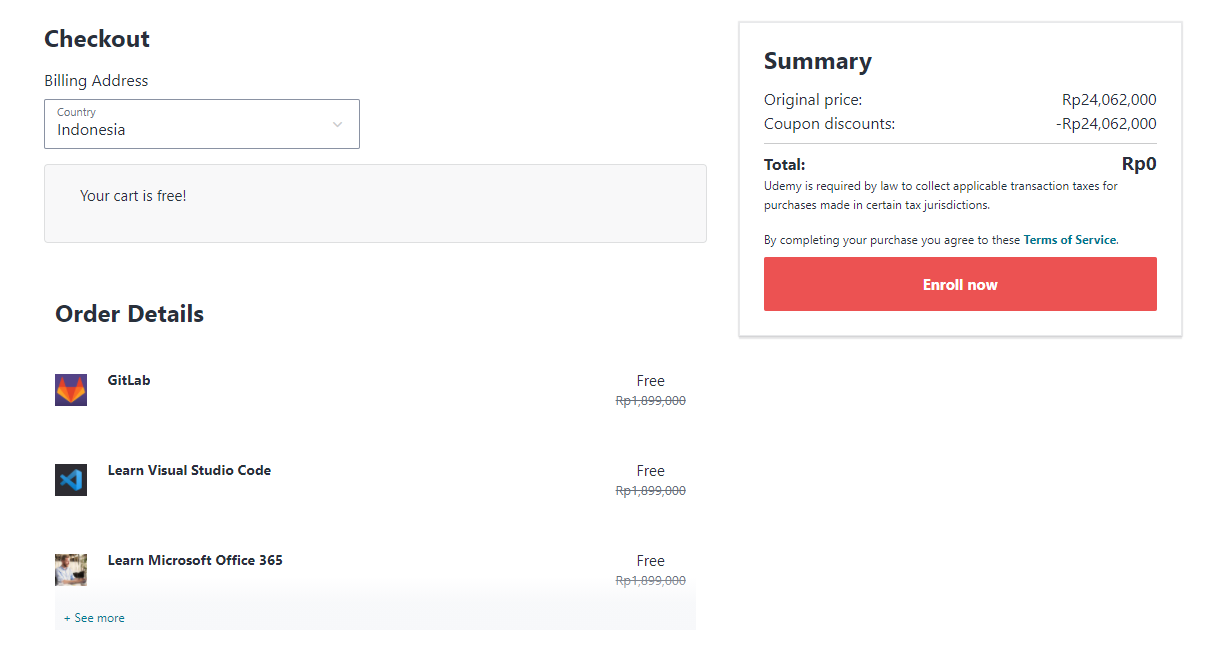 Checkout
Billing Address
Country
Indonesia
Your cart is free!
Order Details
GitLab
Free
Rp1,899,000
Learn Visual Studio Code
Free
Rp1,899,000
Learn Microsoft Office 365
Free
Rp1,899,000
+ See more
Summary
Original price: Rp24,062,000
Coupon discounts: -Rp24,062,000
Total: Rp0
Udemy is required by law to collect applicable transaction taxes for
purchases made in certain tax jurisdictions.
By completing your purchase you agree to these Terms of Service.
Enroll now